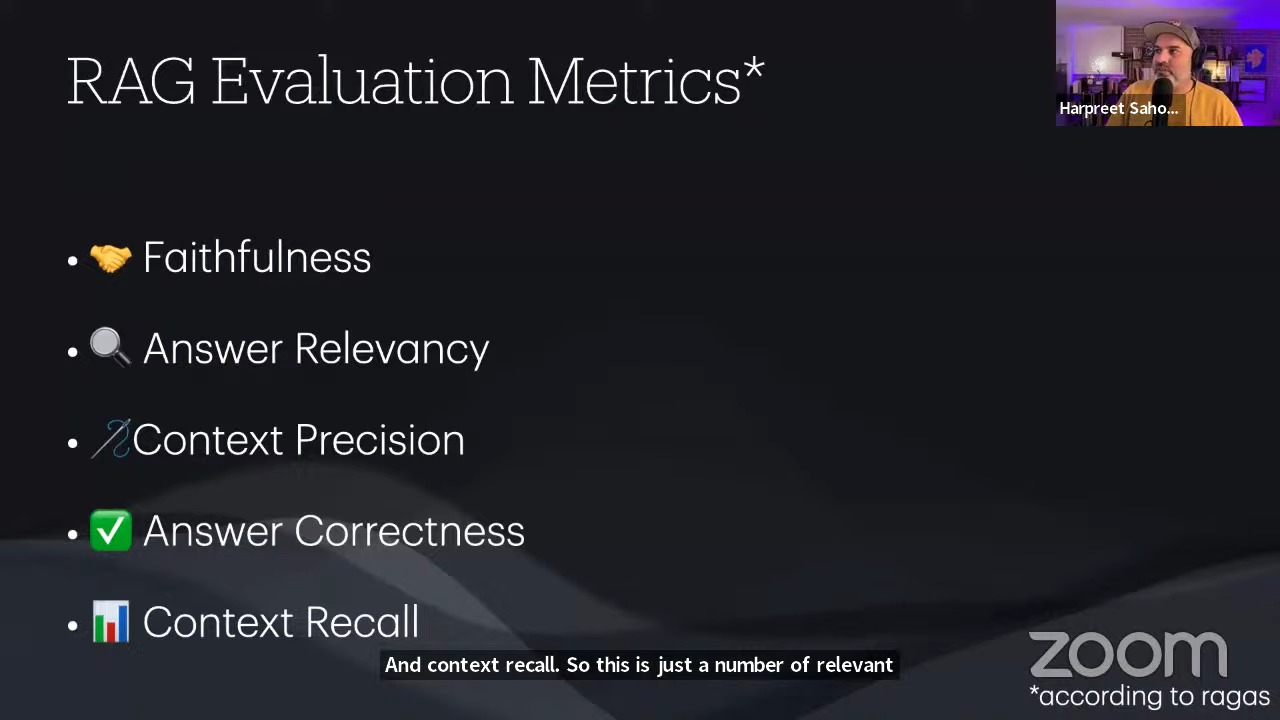 RAG Evaluation Metrics*
Harpreet Saho...
• 🤝 Faithfulness
• 🔍 Answer Relevancy
• 🪡Context Precision
• ✅ Answer Correctness
• 📊 Context Recall
And context recall. So this is just a number of relevant
zoom
*according to ragas